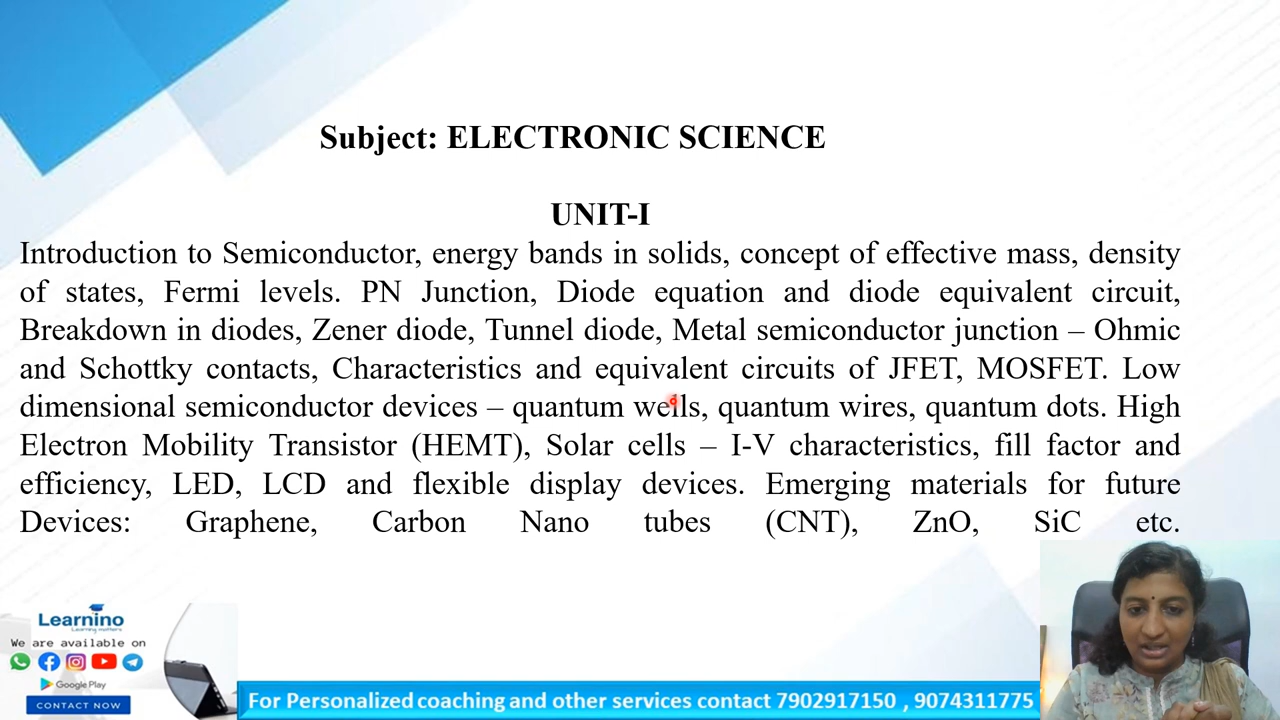 Subject: ELECTRONIC SCIENCE
UNIT-I
Introduction to Semiconductor, energy bands in solids, concept of effective mass, density
of states, Fermi levels. PN Junction, Diode equation and diode equivalent circuit,
Breakdown in diodes, Zener diode, Tunnel diode, Metal semiconductor junction – Ohmic
and Schottky contacts, Characteristics and equivalent circuits of JFET, MOSFET. Low
dimensional semiconductor devices – quantum wells, quantum wires, quantum dots. High
Electron Mobility Transistor (HEMT), Solar cells – I-V characteristics, fill factor and
efficiency, LED, LCD and flexible display devices. Emerging materials for future
Devices: Graphene, Carbon Nano tubes (CNT), ZnO, SiC etc.
Learnino
Learning matters
We are available on
Google Play
CONTACT NOW
For Personalized coaching and other services contact 7902917150 , 9074311775